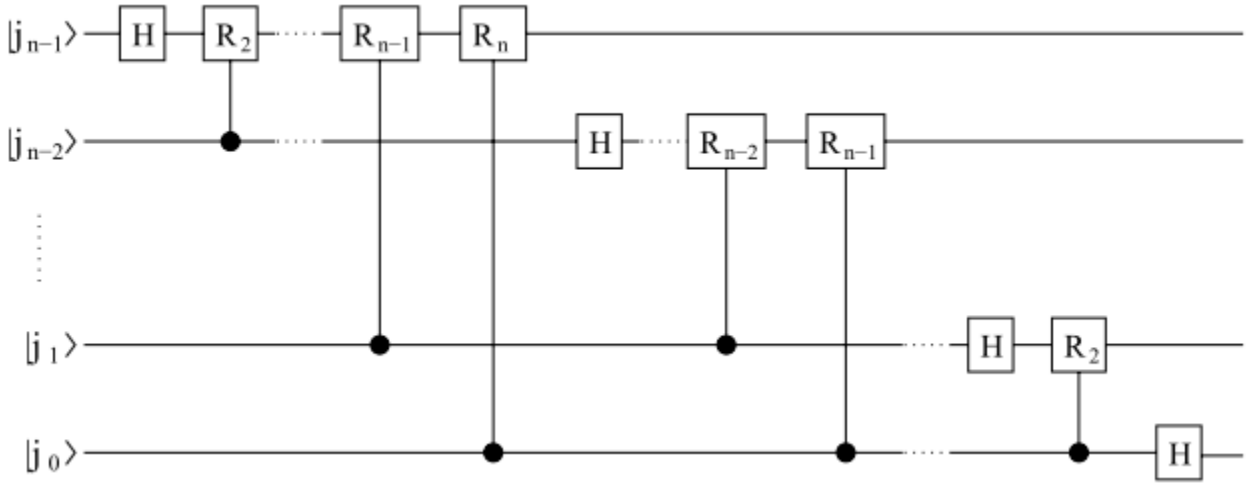 |j n−1⟩ H R 2 R n−1 R n
|j n−2⟩ H R n−2 R n−1
|j 1⟩ H R 2
|j 0⟩ H